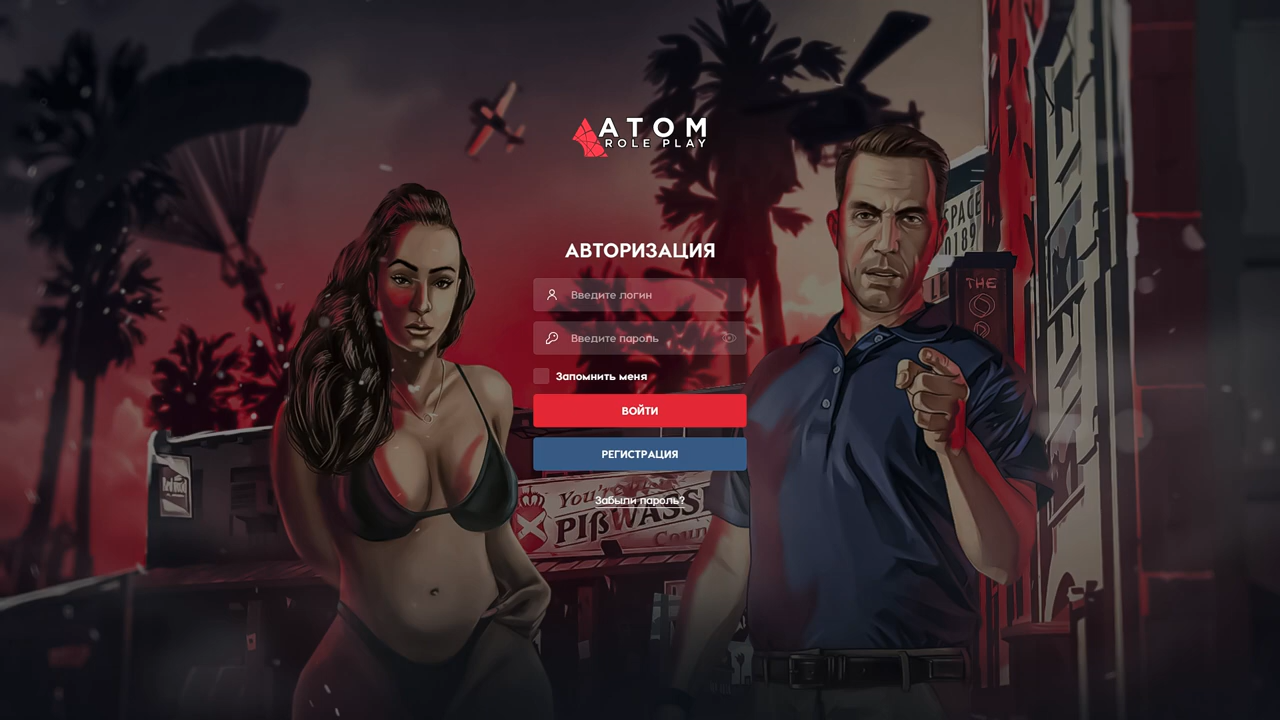 ATOM
ROLE PLAY
SPACE
0189
THE
АВТОРИЗАЦИЯ
Введите логин
Введите пароль
Запомнить меня
ВОЙТИ
РЕГИСТРАЦИЯ
Забыли пароль?
You're
PIßWASS
Coun